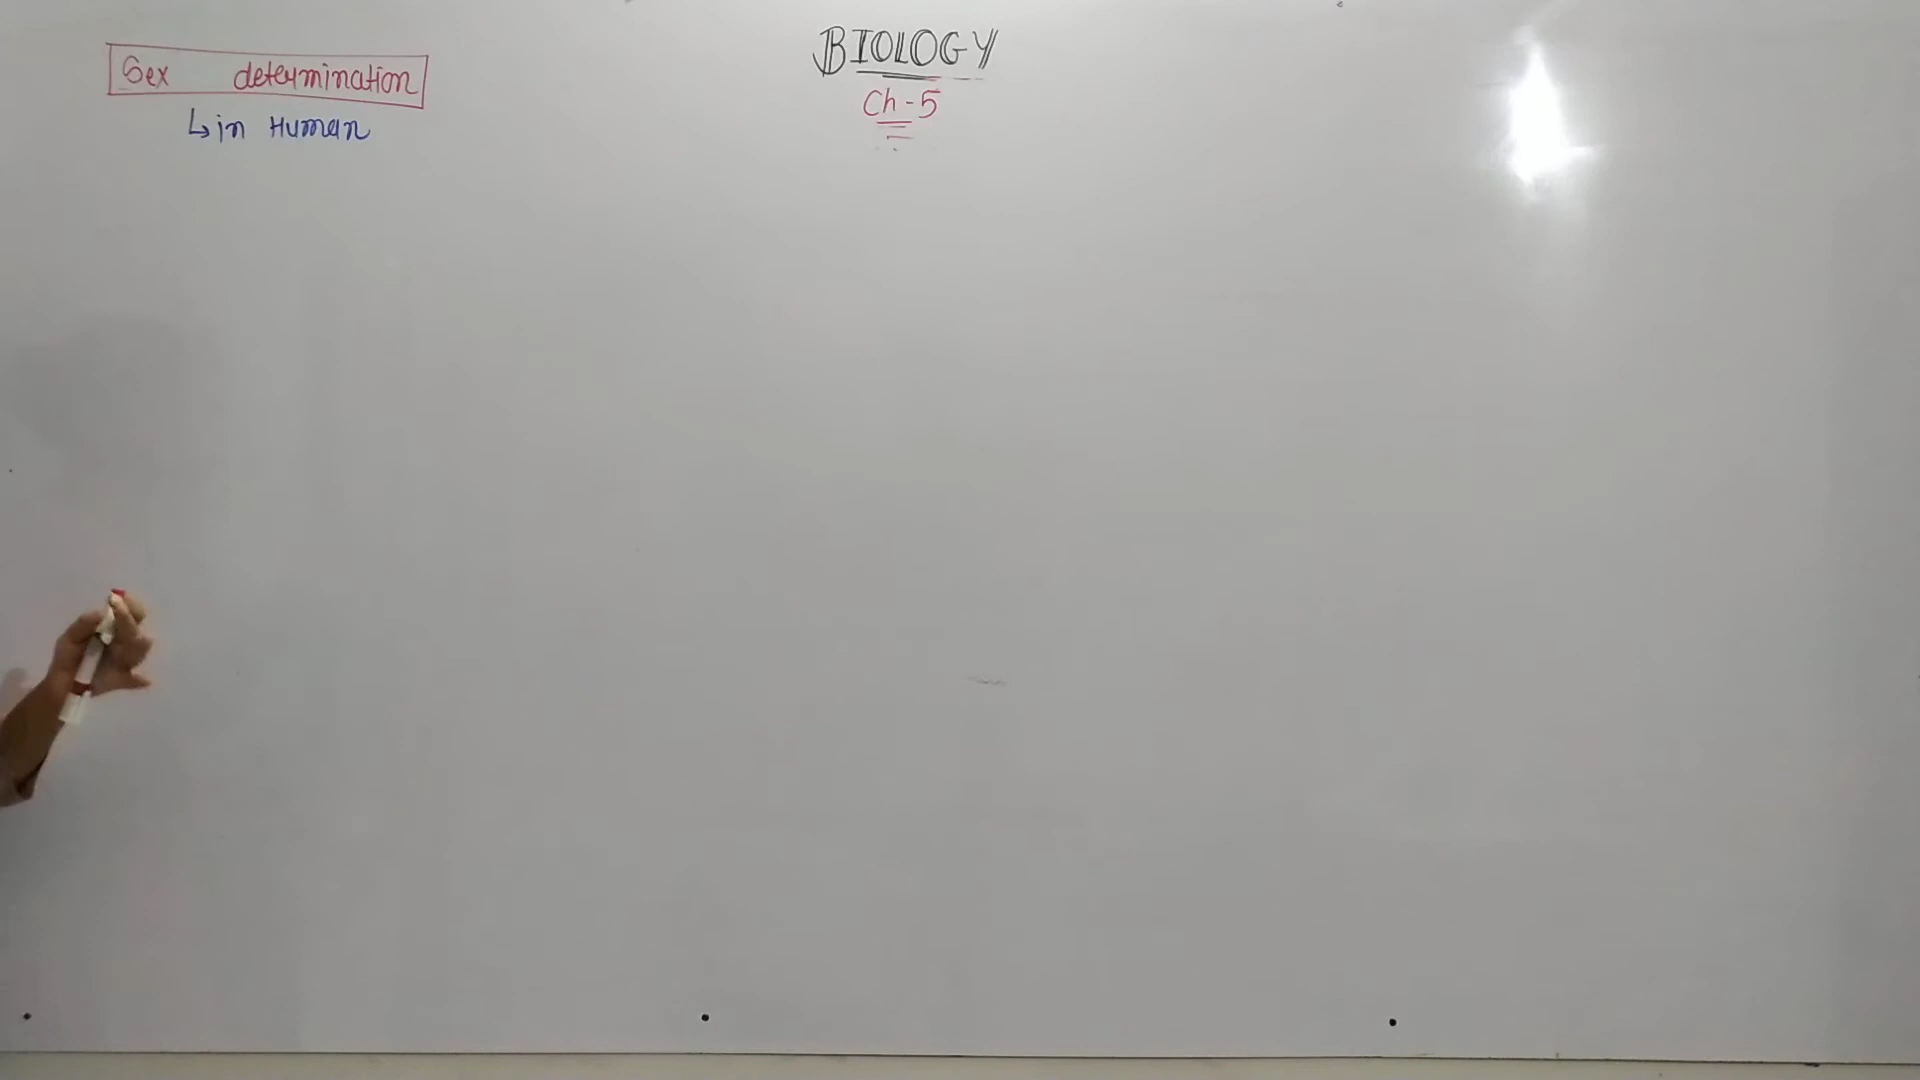 BIOLOGY
Ch-5
Sex determination
↳in Human